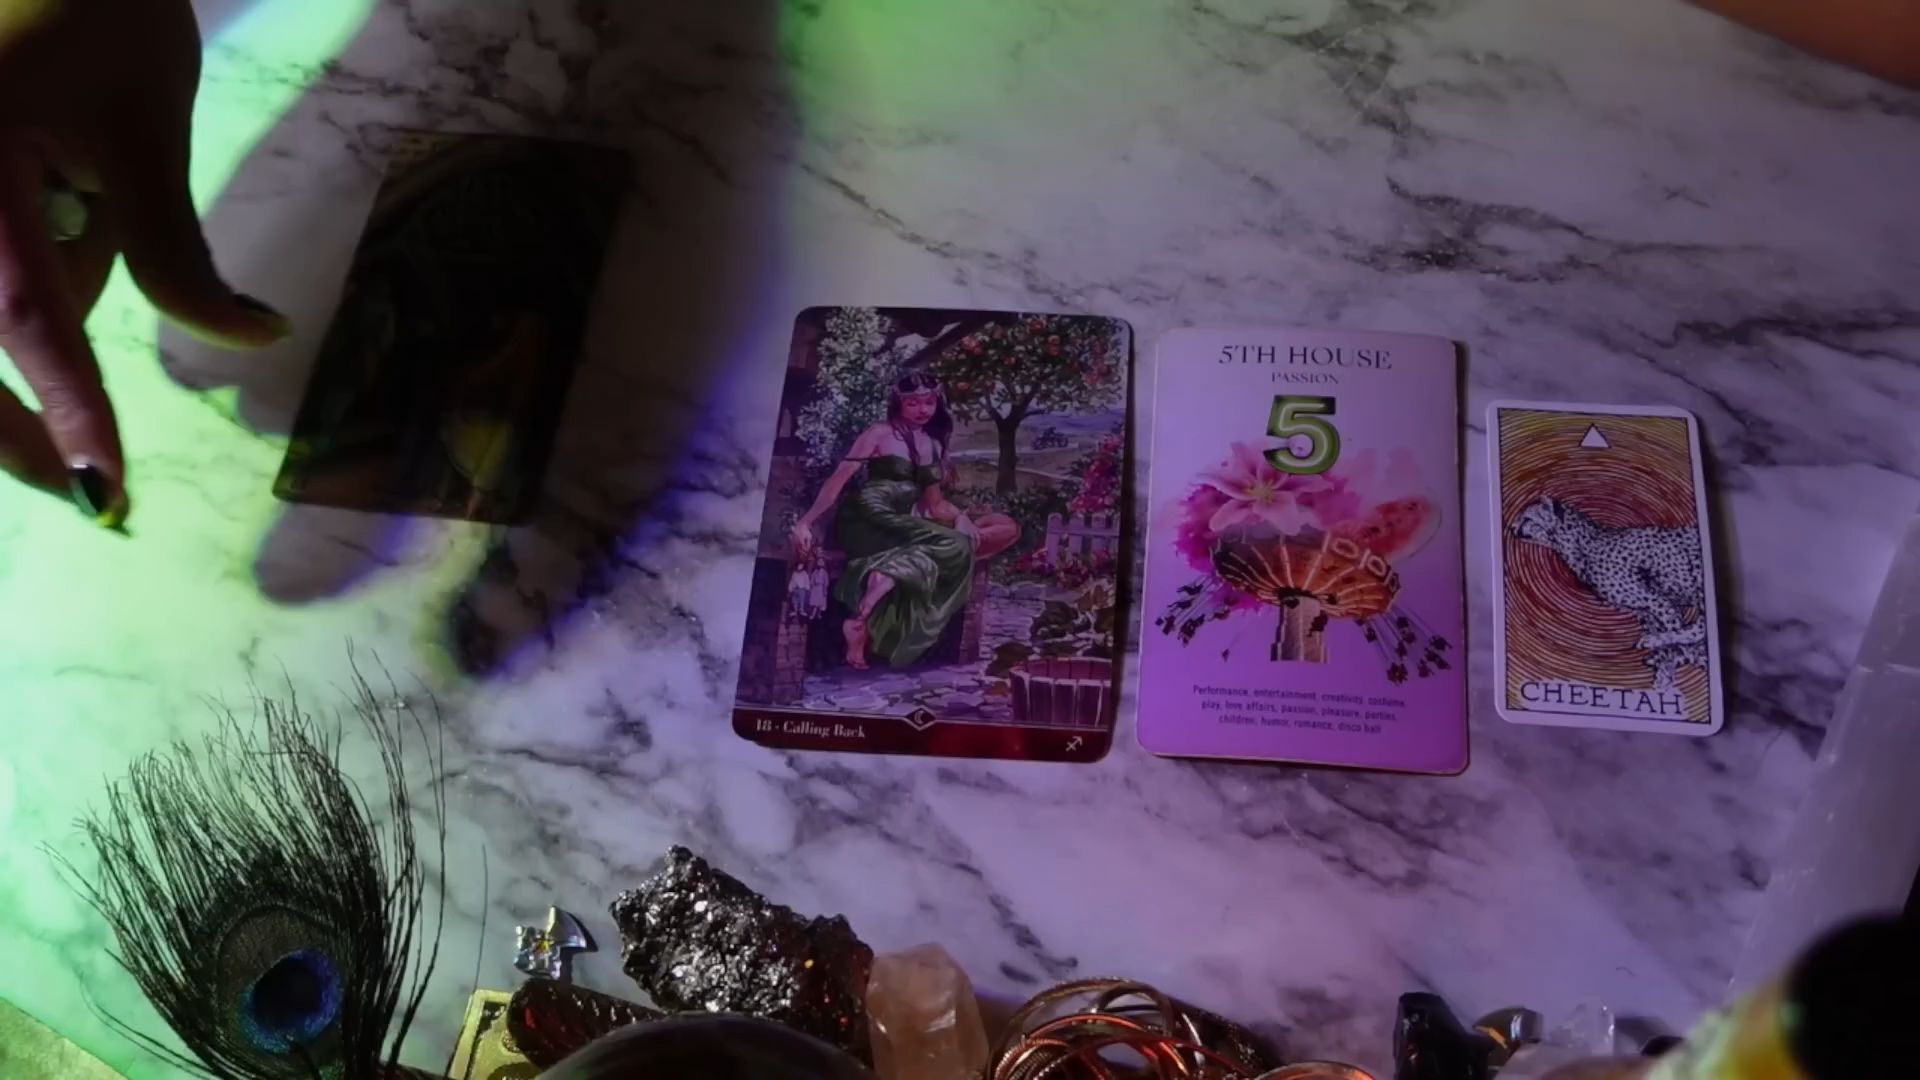 18 - Calling Back
5TH HOUSE
PASSION
5
Performance, entertainment, creativity, costume,
play, love affairs, passion, pleasure, parties,
children, humor, romance, disco ball
CHEETAH